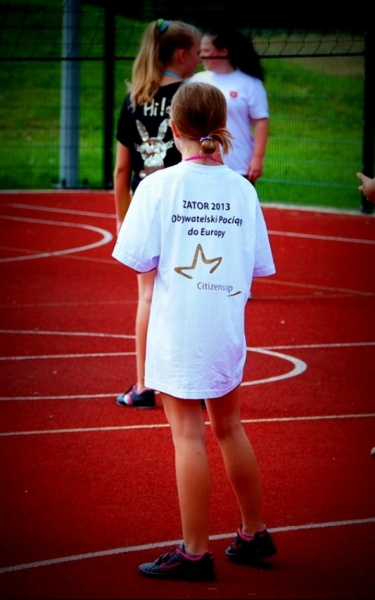 Hi!
ZATOR 2013
Obywatelski Pociąg
do Europy
Citizenship